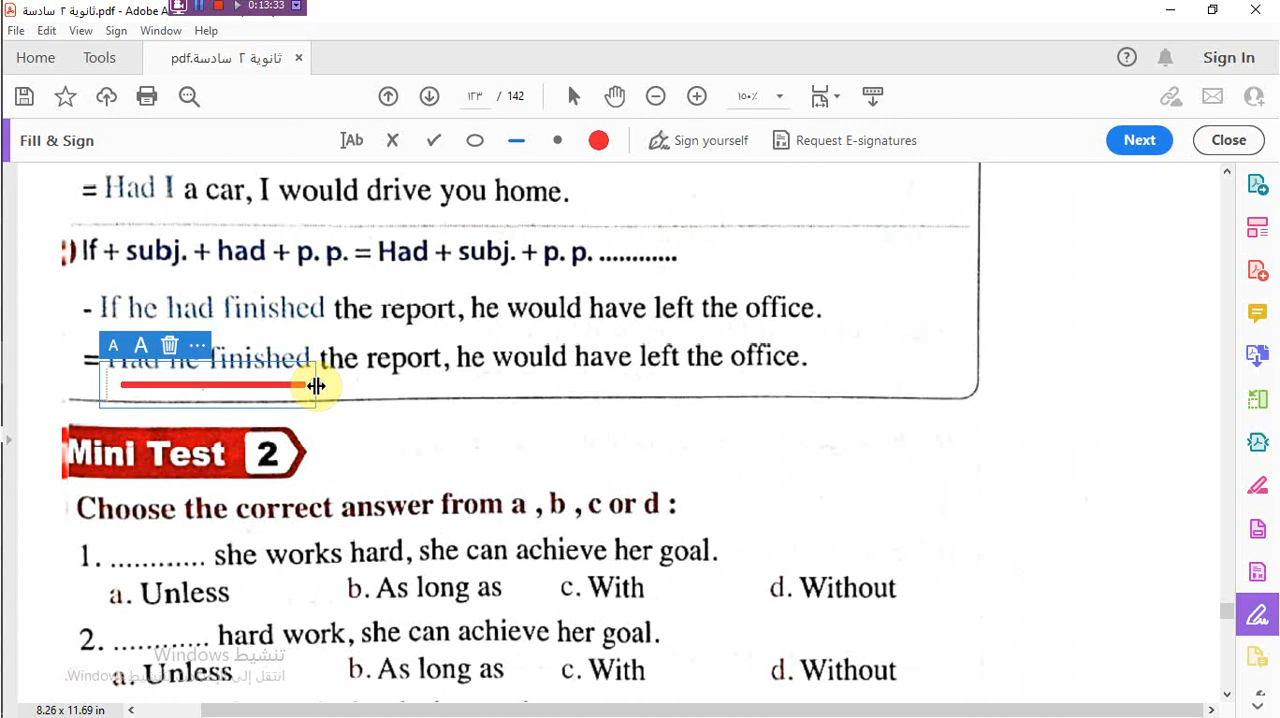 ثانوية ٢ سادسة.pdf - Adobe A
0:13:33
File Edit View Sign Window Help
Home Tools ثانوية ٢ سادسة.pdf × Sign In
١٢٣ / 142 ١٥٠٪
Fill & Sign Ab Sign yourself Request E-signatures Next Close
= Had I a car, I would drive you home.
:) If + subj. + had + p. p. = Had + subj. + p. p. ............
- If he had finished the report, he would have left the office.
A A ...
= Had he finished the report, he would have left the office.
Mini Test 2
Choose the correct answer from a , b , c or d :
1. ............ she works hard, she can achieve her goal.
a. Unless b. As long as c. With d. Without
2. ............ hard work, she can achieve her goal.
تنشيط Windows
a. Unless b. As long as c. With d. Without
8.26 x 11.69 in